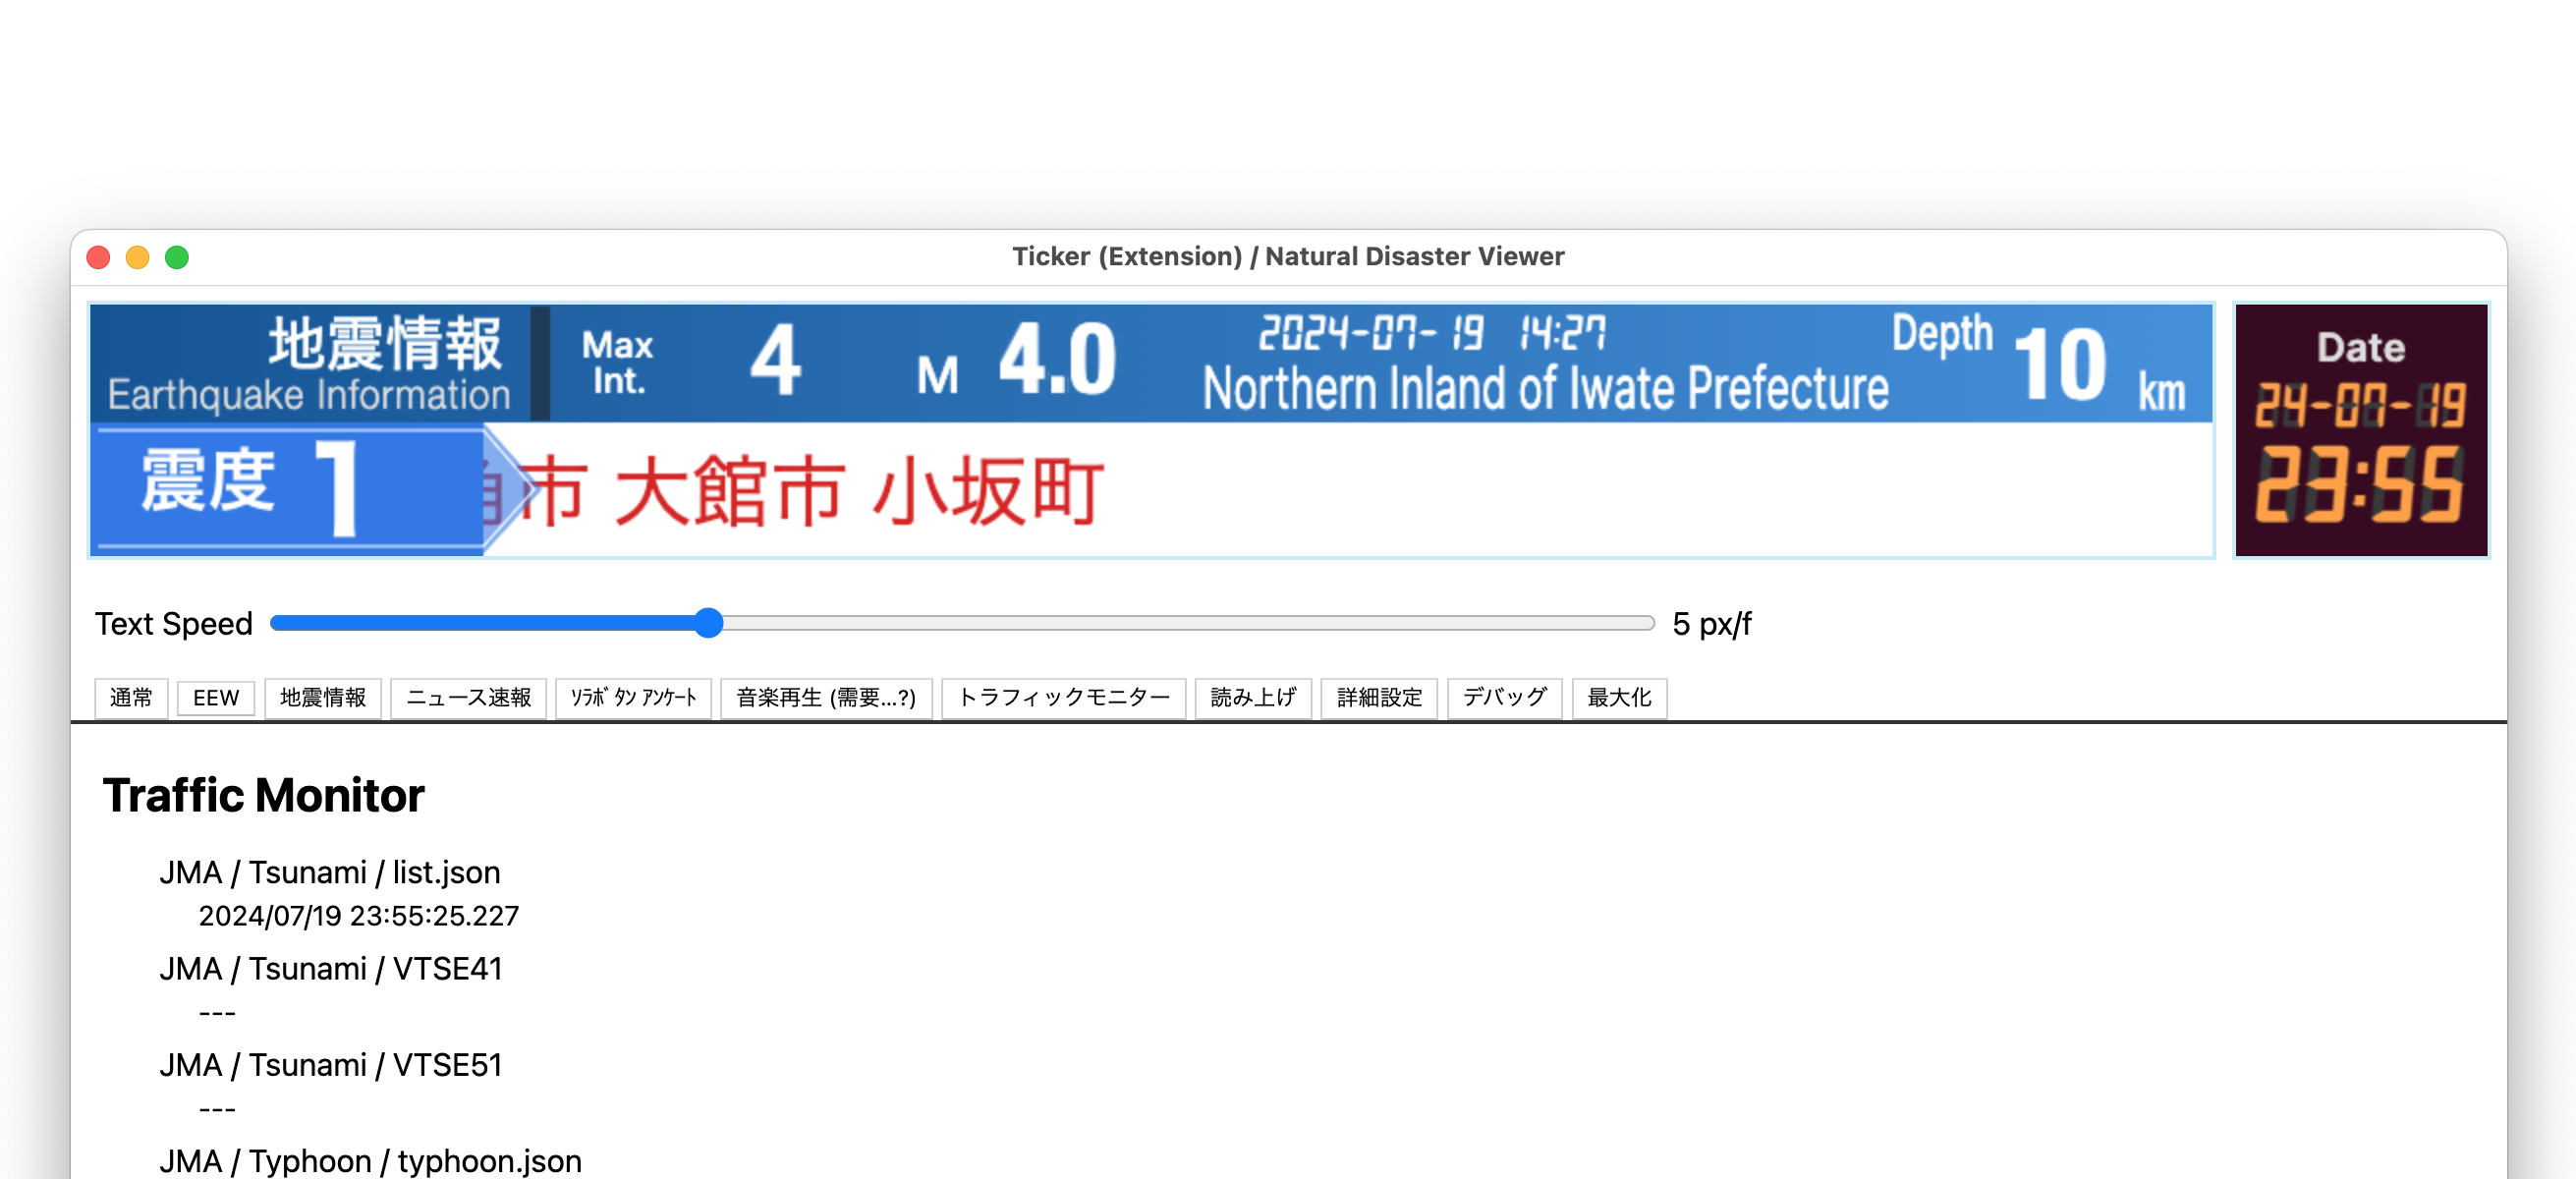 Ticker (Extension) / Natural Disaster Viewer
地震情報
Earthquake Information
Max
Int.
4
M 4.0
2024-07-19 14:27
Northern Inland of Iwate Prefecture
Depth 10 km
震度 1
市 大館市 小坂町
Date
24-07-19
23:55
Text Speed 5 px/f
通常 EEW 地震情報 ニュース速報 ｿﾗﾎﾞﾀﾝ ｱﾝｹｰﾄ 音楽再生 (需要...?) トラフィックモニター 読み上げ 詳細設定 デバッグ 最大化
Traffic Monitor
JMA / Tsunami / list.json
2024/07/19 23:55:25.227
JMA / Tsunami / VTSE41
---
JMA / Tsunami / VTSE51
---
JMA / Typhoon / typhoon.json